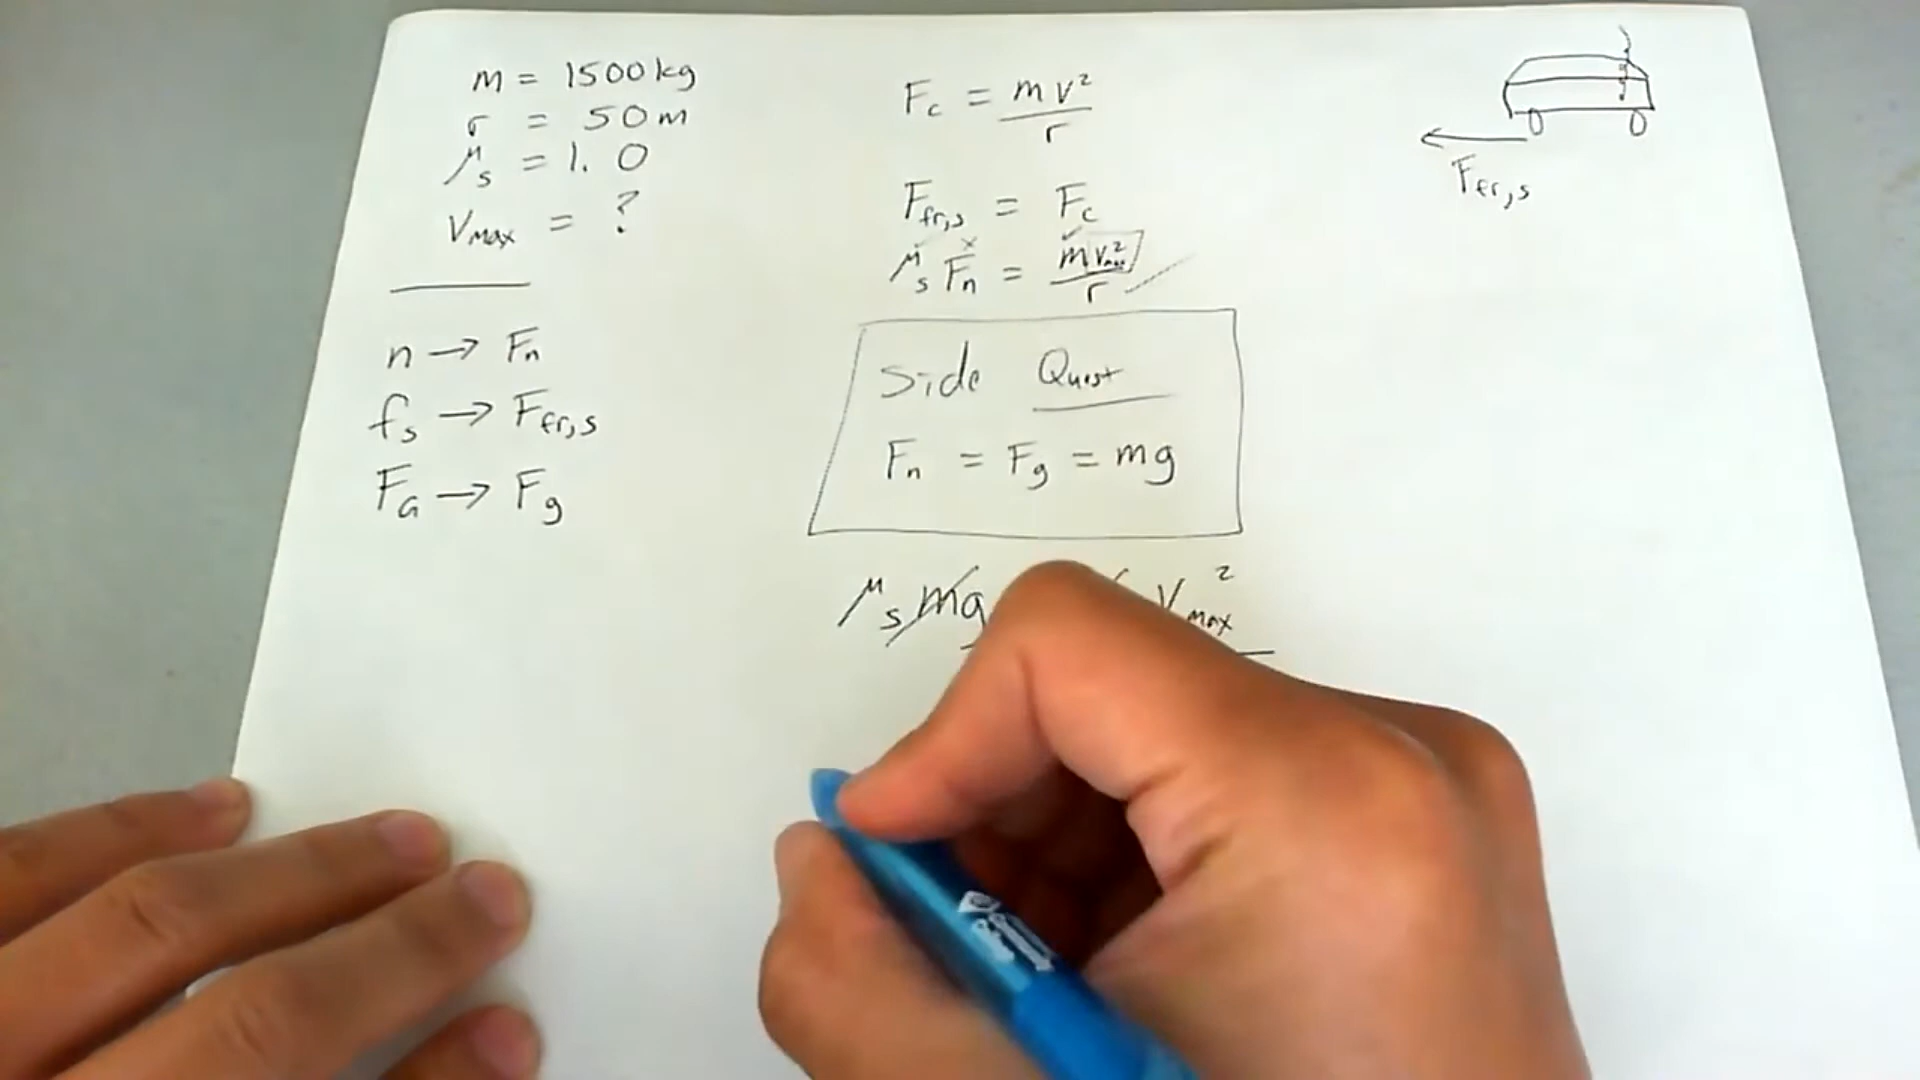 m = 1500 kg
r = 50 m
μs = 1.0
Vmax = ?
n → Fn
fs → Ffr,s
FG → Fg
Fc = mv²/r
Ffr,s = Fc
μs Fn = mvmax²/r
Side Quest
Fn = Fg = mg
μs mg Vmax²
Ffr,s